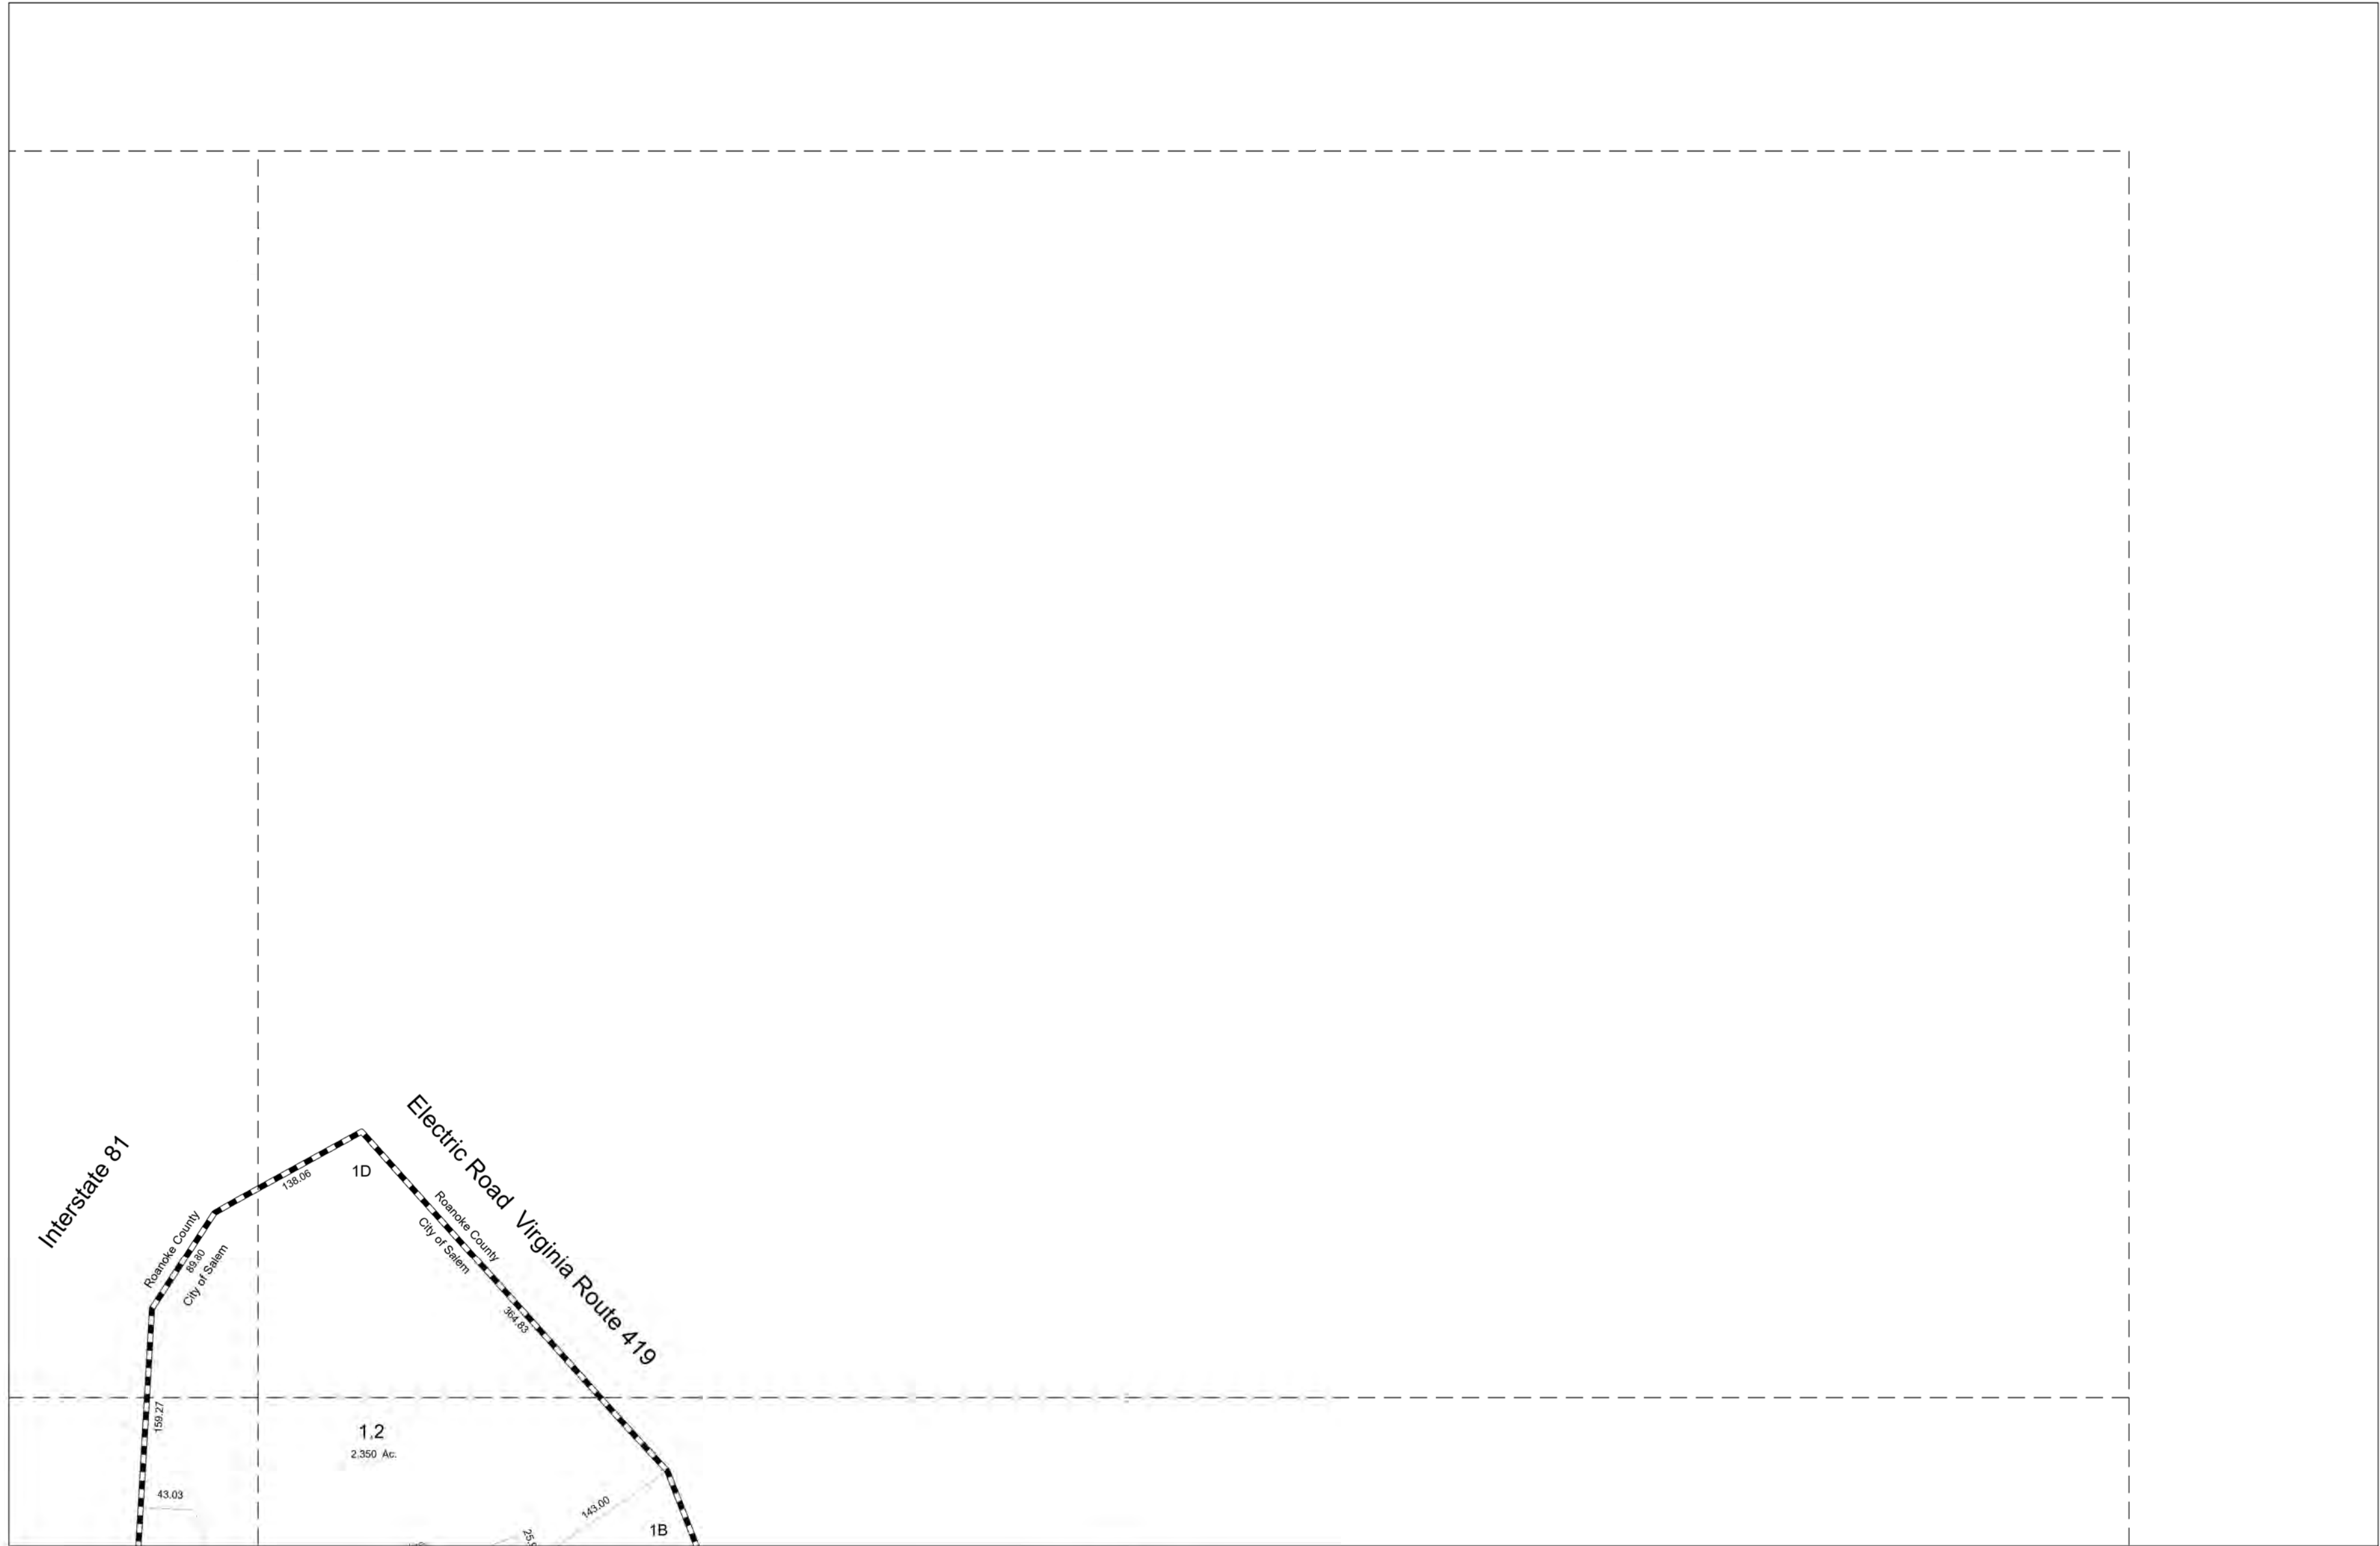 Electric Road Virginia Route 419
Interstate 81
138.06
1D
Roanoke County
89.80
City of Salem
Roanoke County
City of Salem
364.83
159.27
1.2
2.350 Ac.
43.03
143.00
1B